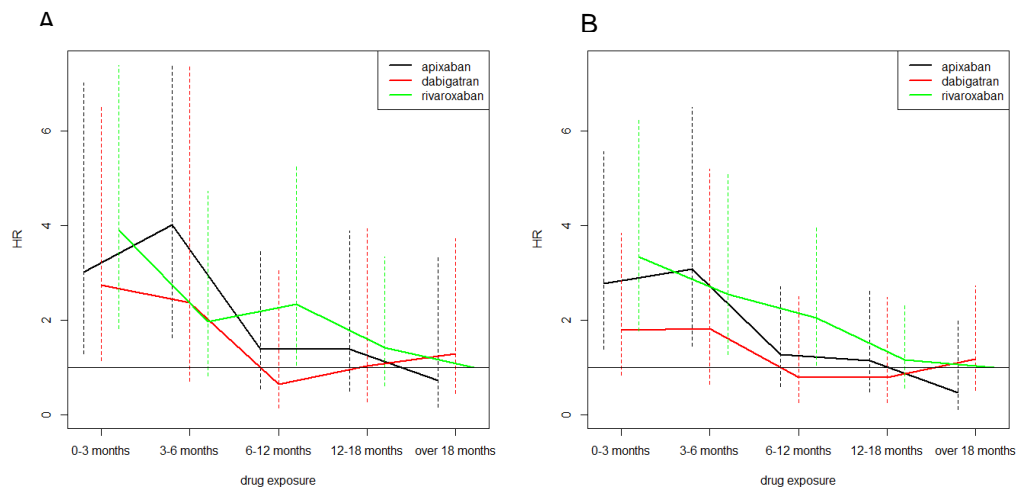 A
B
apixaban
dabigatran
rivaroxaban
apixaban
dabigatran
rivaroxaban
HR
6
4
2
0
HR
6
4
2
0
0-3 months 3-6 months 6-12 months 12-18 months over 18 months
0-3 months 3-6 months 6-12 months 12-18 months over 18 months
drug exposure
drug exposure